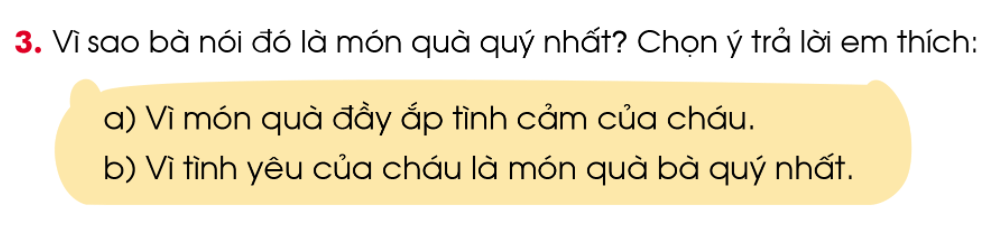 3. Vì sao bà nói đó là món quà quý nhất? Chọn ý trả lời em thích:
a) Vì món quà đầy ắp tình cảm của cháu.
b) Vì tình yêu của cháu là món quà bà quý nhất.